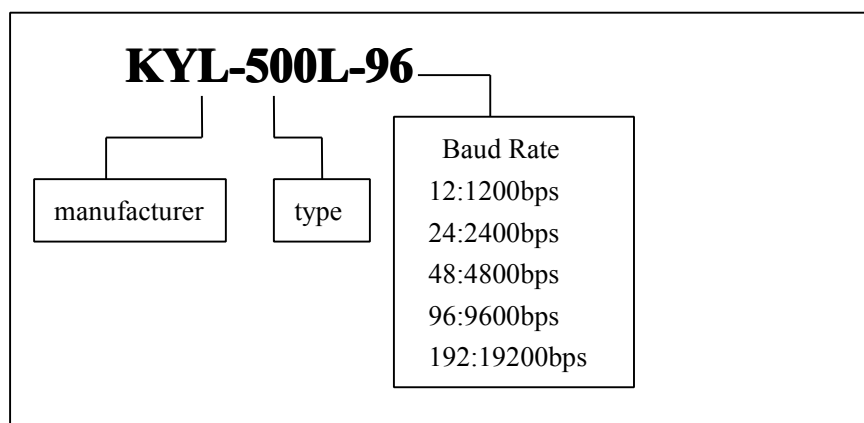 KYL-500L-96
manufacturer
type
Baud Rate
12:1200bps
24:2400bps
48:4800bps
96:9600bps
192:19200bps